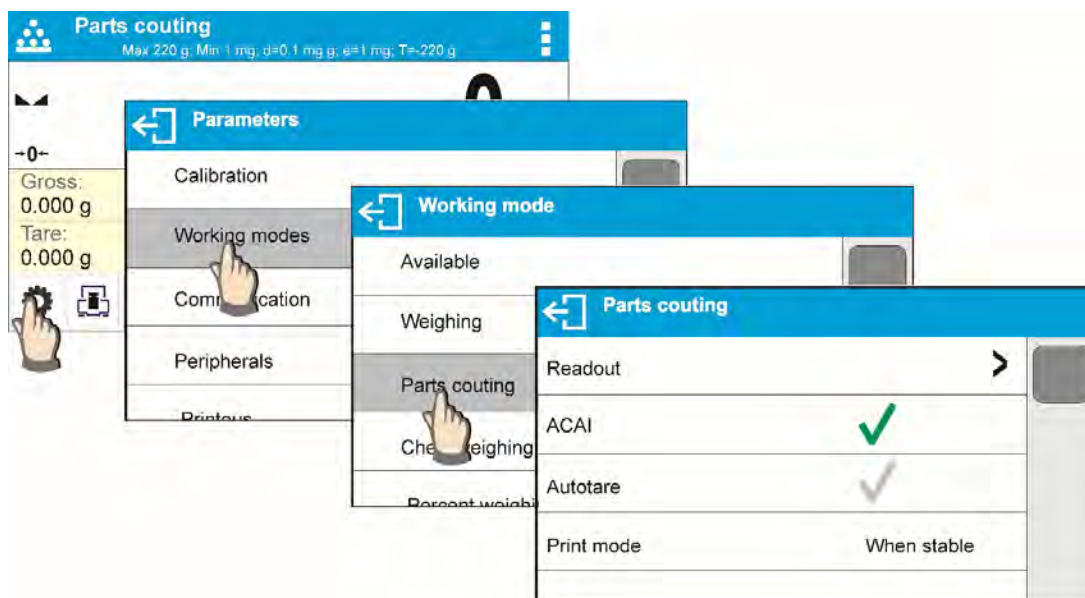 Parts couting
Max 220 g; Min 1 mg; d=0.1 mg g; e=1 mg; T=-220 g
→0←
Gross:
0.000 g
Tare:
0.000 g
Parameters
Calibration
Working modes
Peripherals
Printous
Working mode
Available
Weighing
Parts couting
Parts couting
Readout
ACAI
Autotare
Print mode When stable